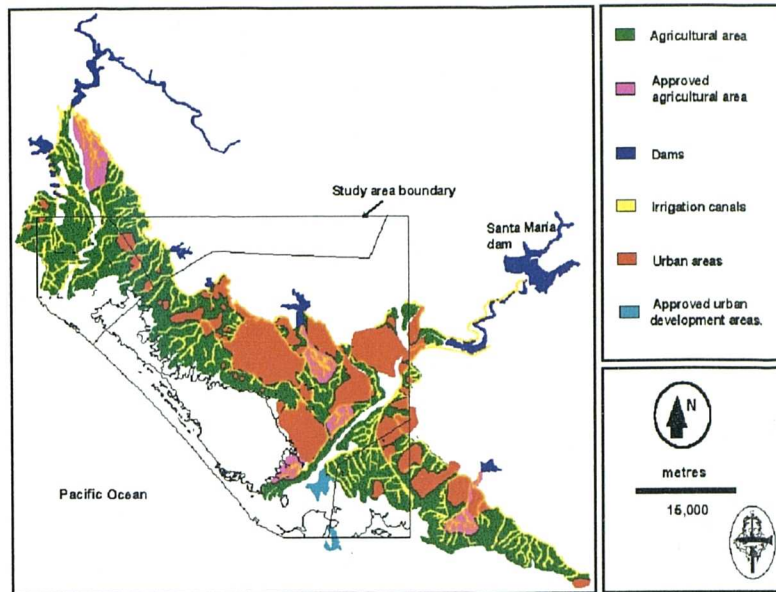 Study area boundary
Santa Maria
dam
Pacific Ocean
Agricultural area
Approved
agricultural area
Dams
Irrigation canals
Urban areas
Approved urban
development areas.
N
metres
15,000